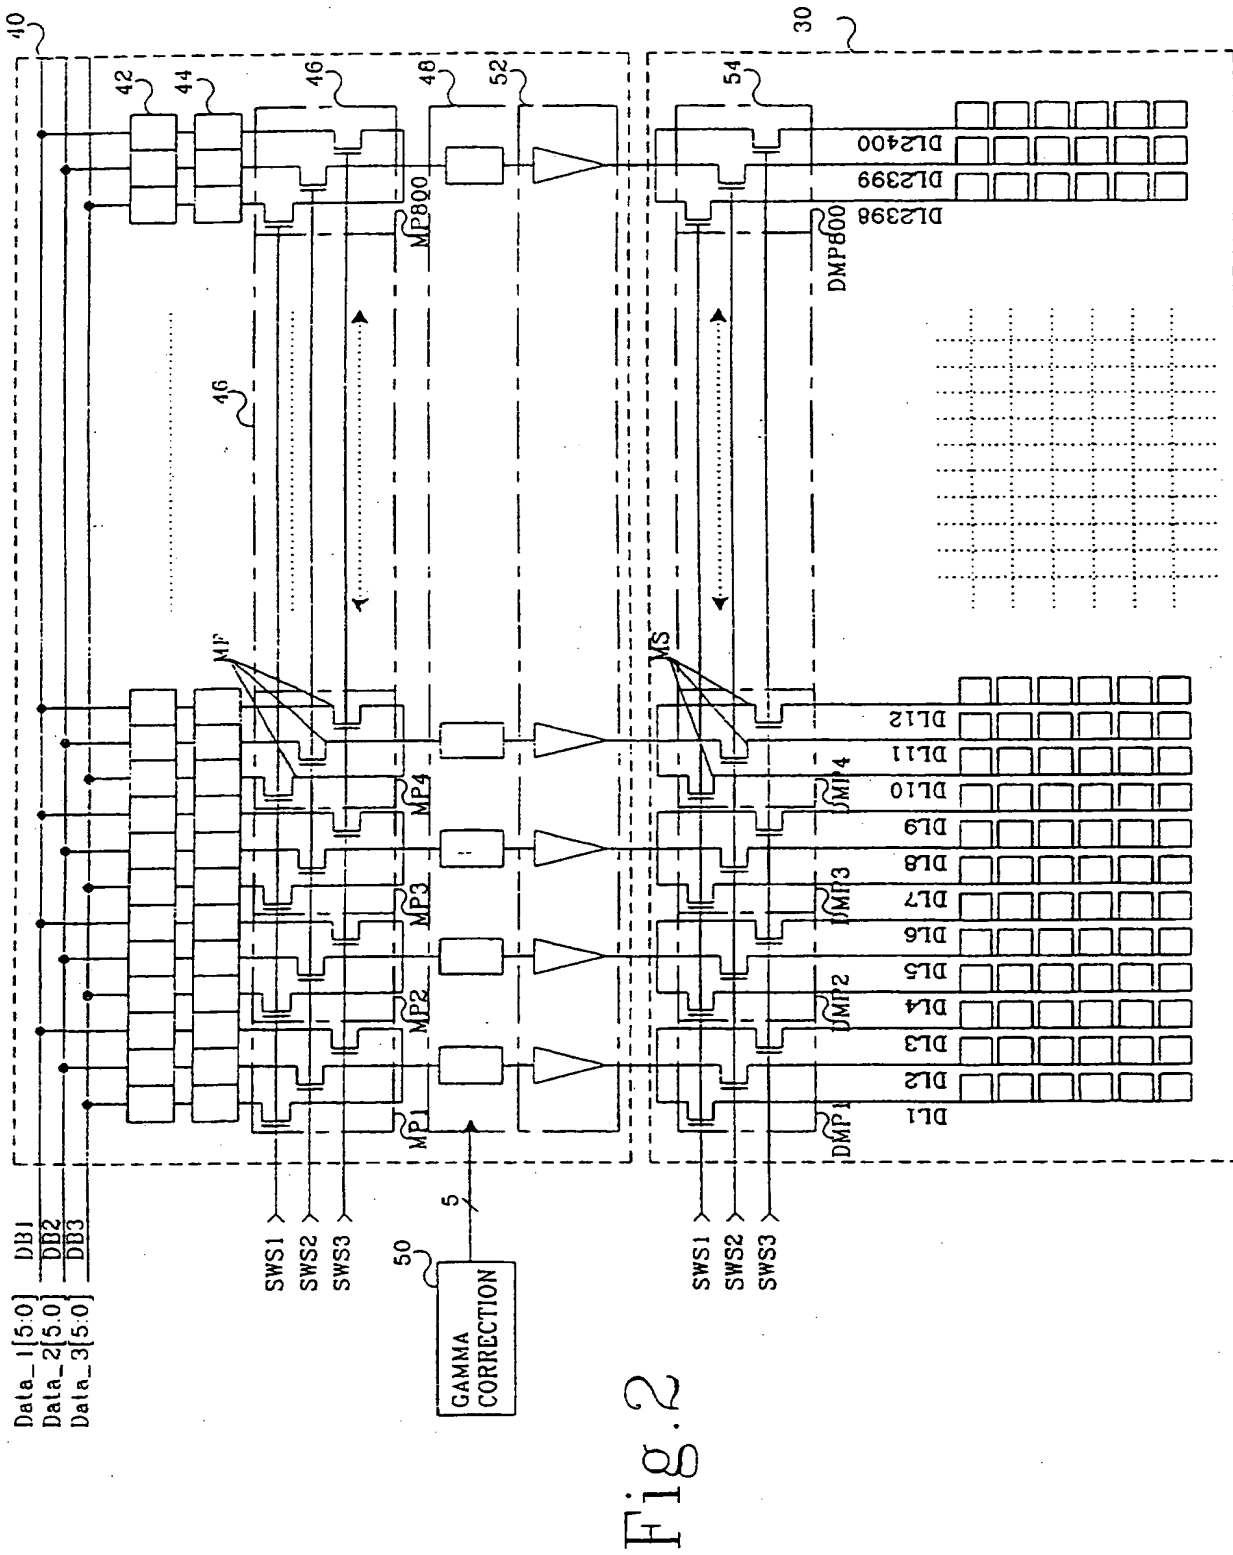 Data_1[5:0] DB1
Data_2[5.0] DB2
Data_3[5:0] DB3
40
42
44
46
48
52
46
MF
SWS1
SWS2
SWS3
MP1
MP2
MP3
MP4
MP800
50
GAMMA
CORRECTION
5
30
54
MS
SWS1
SWS2
SWS3
DMP1
DMP2
DMP3
DMP4
DMP800
DL1
DL2
DL3
DL4
DL5
DL6
DL7
DL8
DL9
DL10
DL11
DL12
DL2398
DL2399
DL2400
Fig.2